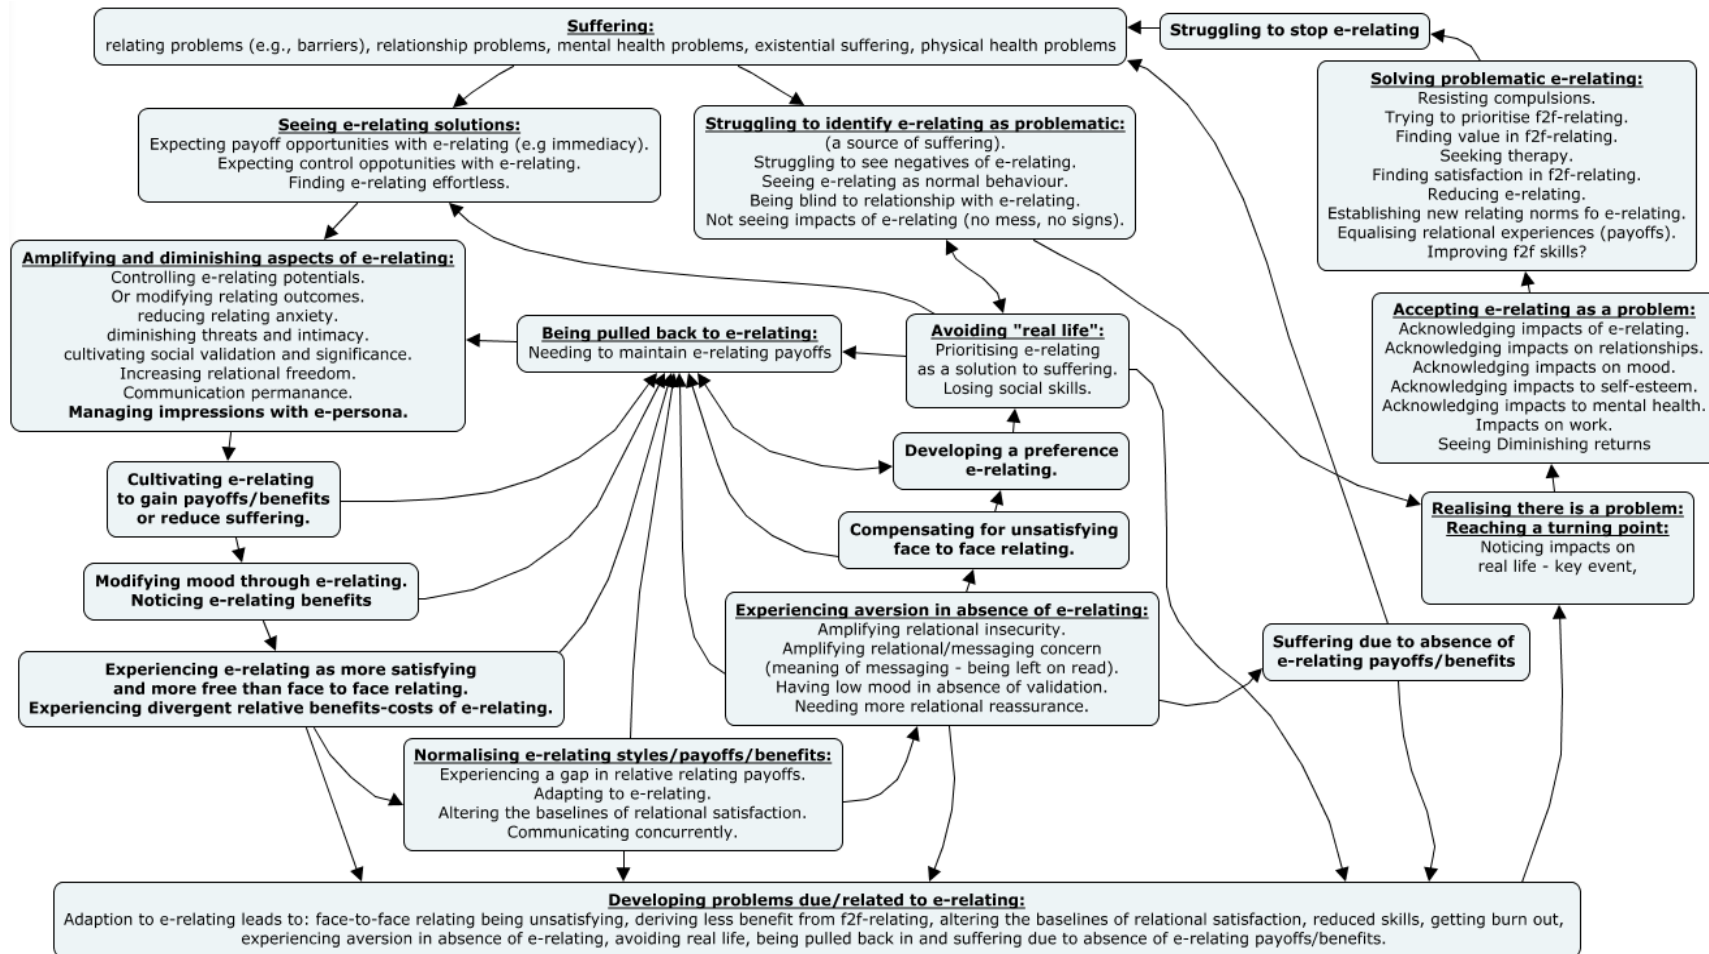 Suffering:
relating problems (e.g., barriers), relationship problems, mental health problems, existential suffering, physical health problems
Struggling to stop e-relating
Seeing e-relating solutions:
Expecting payoff opportunities with e-relating (e.g immediacy).
Expecting control oppotunities with e-relating.
Finding e-relating effortless.
Struggling to identify e-relating as problematic:
(a source of suffering).
Struggling to see negatives of e-relating.
Seeing e-relating as normal behaviour.
Being blind to relationship with e-relating.
Not seeing impacts of e-relating (no mess, no signs).
Solving problematic e-relating:
Resisting compulsions.
Trying to prioritise f2f-relating.
Finding value in f2f-relating.
Seeking therapy.
Finding satisfaction in f2f-relating.
Reducing e-relating.
Establishing new relating norms fo e-relating.
Equalising relational experiences (payoffs).
Improving f2f skills?
Amplifying and diminishing aspects of e-relating:
Controlling e-relating potentials.
Or modifying relating outcomes.
reducing relating anxiety.
diminishing threats and intimacy.
cultivating social validation and significance.
Increasing relational freedom.
Communication permanance.
Managing impressions with e-persona.
Being pulled back to e-relating:
Needing to maintain e-relating payoffs
Avoiding "real life":
Prioritising e-relating
as a solution to suffering.
Losing social skills.
Accepting e-relating as a problem:
Acknowledging impacts of e-relating.
Acknowledging impacts on relationships.
Acknowledging impacts on mood.
Acknowledging impacts to self-esteem.
Acknowledging impacts to mental health.
Impacts on work.
Seeing Diminishing returns
Developing a preference
e-relating.
Cultivating e-relating
to gain payoffs/benefits
or reduce suffering.
Compensating for unsatisfying
face to face relating.
Realising there is a problem:
Reaching a turning point:
Noticing impacts on
real life - key event,
Modifying mood through e-relating.
Noticing e-relating benefits
Experiencing aversion in absence of e-relating:
Amplifying relational insecurity.
Amplifying relational/messaging concern
(meaning of messaging - being left on read).
Having low mood in absence of validation.
Needing more relational reassurance.
Suffering due to absence of
e-relating payoffs/benefits
Experiencing e-relating as more satisfying
and more free than face to face relating.
Experiencing divergent relative benefits-costs of e-relating.
Normalising e-relating styles/payoffs/benefits:
Experiencing a gap in relative relating payoffs.
Adapting to e-relating.
Altering the baselines of relational satisfaction.
Communicating concurrently.
Developing problems due/related to e-relating:
Adaption to e-relating leads to: face-to-face relating being unsatisfying, deriving less benefit from f2f-relating, altering the baselines of relational satisfaction, reduced skills, getting burn out,
experiencing aversion in absence of e-relating, avoiding real life, being pulled back in and suffering due to absence of e-relating payoffs/benefits.